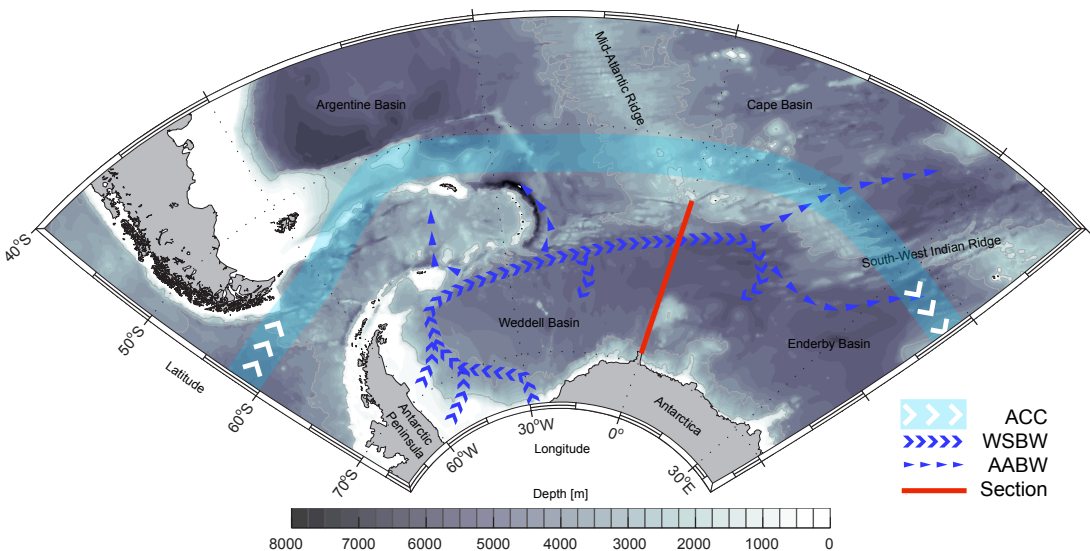 Argentine Basin
Mid-Atlantic Ridge
Cape Basin
South-West Indian Ridge
Weddell Basin
Enderby Basin
Antarctic
Peninsula
Antarctica
40°S
50°S
60°S
70°S
Latitude
60°W
30°W
0°
30°E
Longitude
ACC
WSBW
AABW
Section
Depth [m]
8000 7000 6000 5000 4000 3000 2000 1000 0